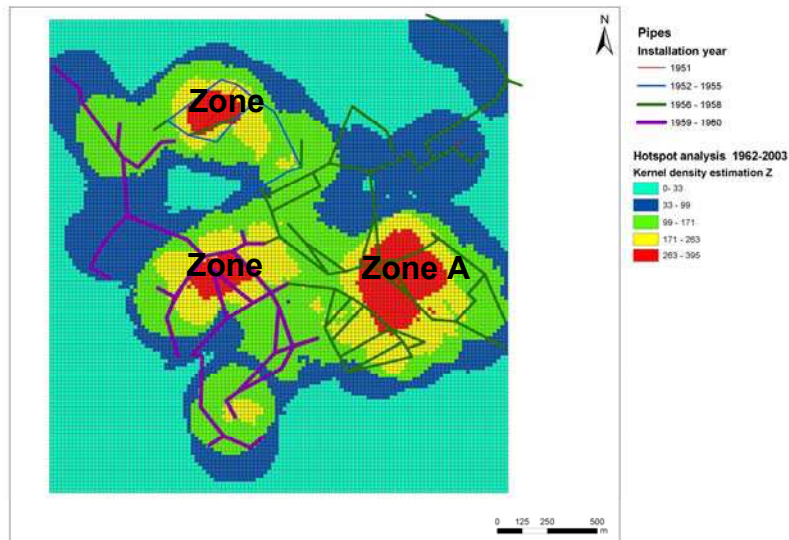 N
Zone
Zone
Zone A
0 125 250 500
m
Pipes
Installation year
1951
1952 - 1955
1956 - 1958
1959 - 1960
Hotspot analysis 1962-2003
Kernel density estimation Z
0- 33
33 - 99
99 - 171
171 - 263
263 - 395